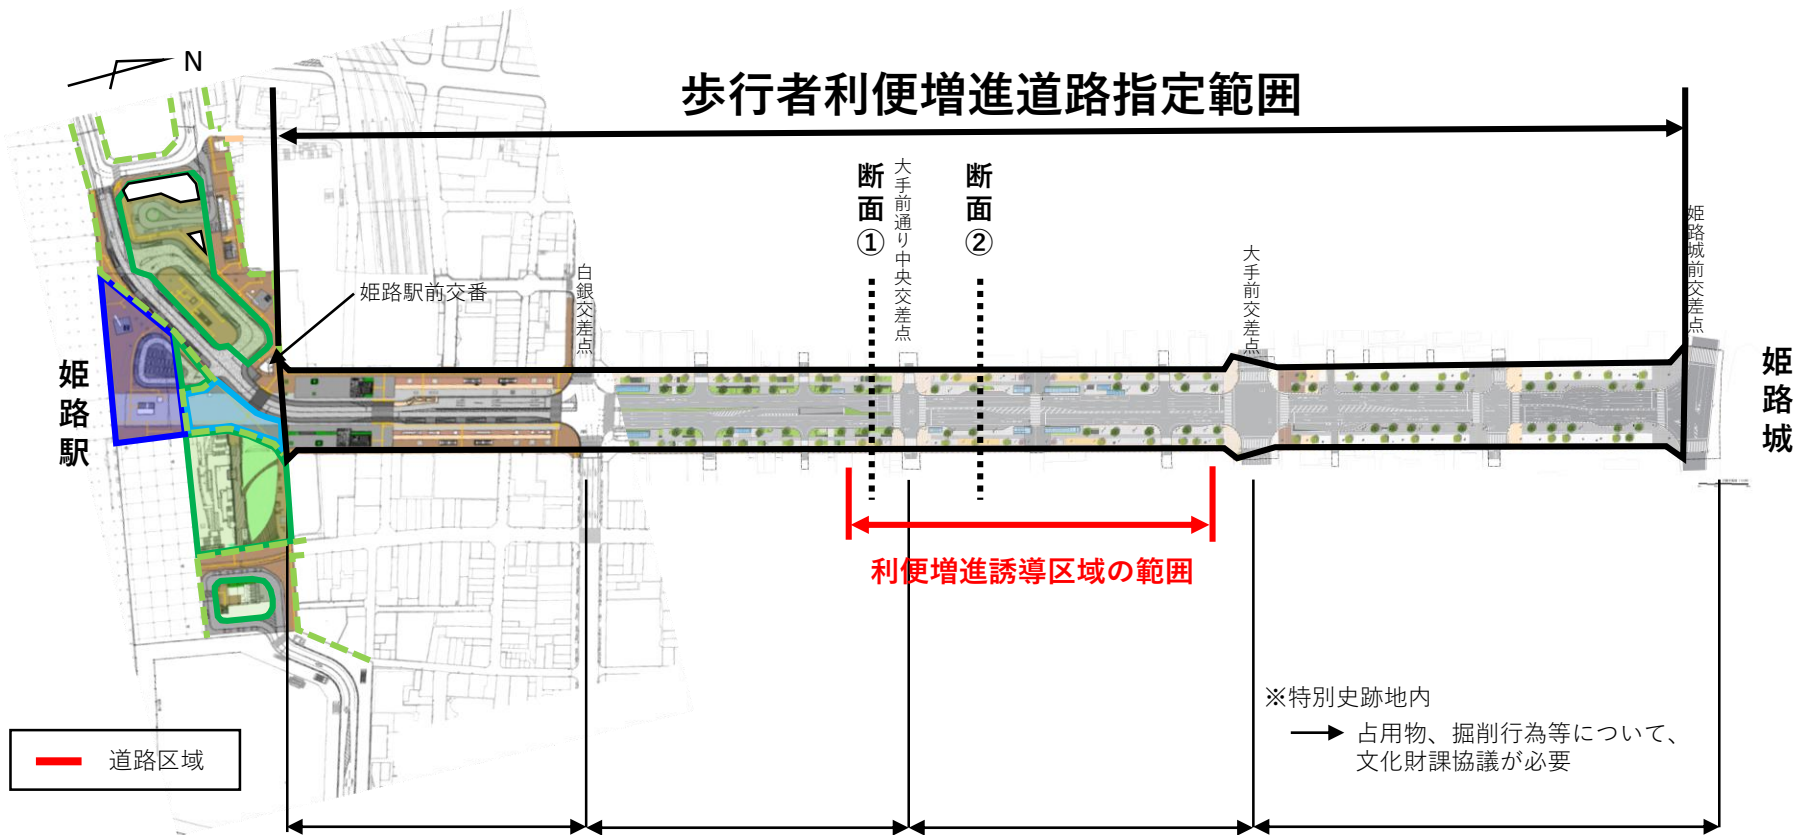 N
歩行者利便増進道路指定範囲
断面①
大手前通り中央交差点
断面②
姫路城前交差点
大手前交差点
白銀交差点
姫路駅前交番
姫路駅
姫路城
利便増進誘導区域の範囲
※特別史跡地内
占用物、掘削行為等について、
文化財課協議が必要
道路区域